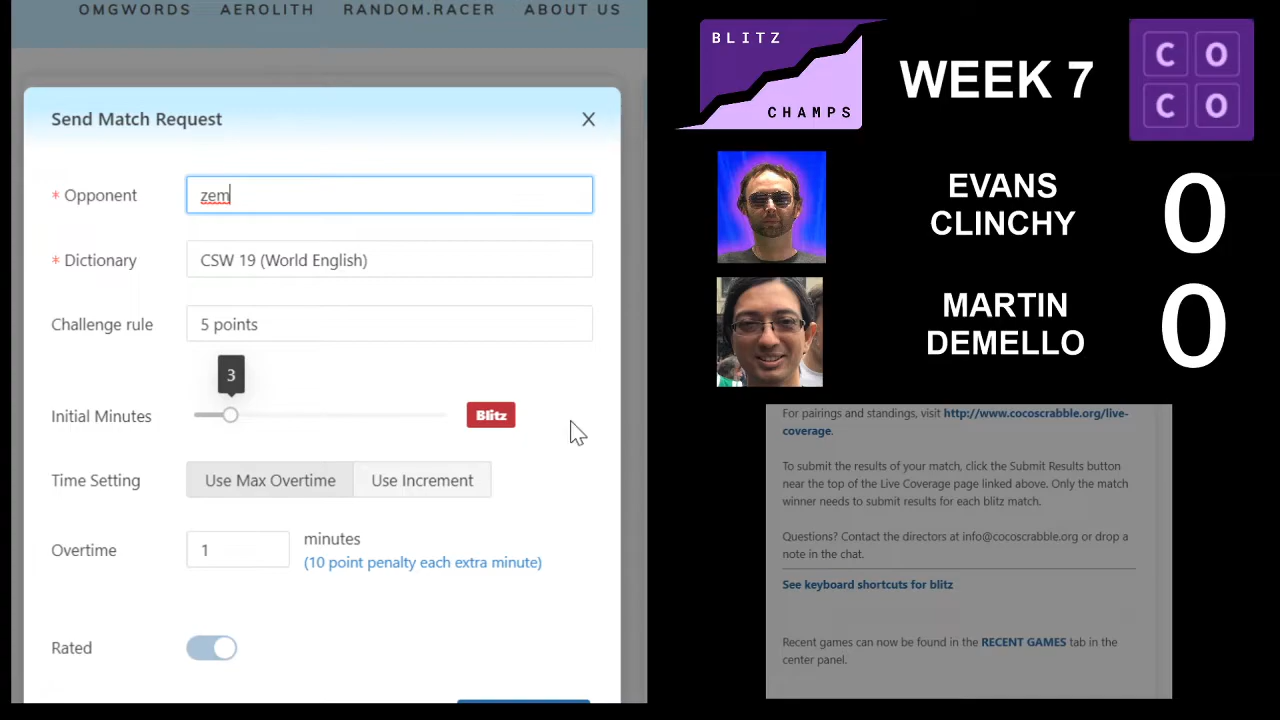 OMGWORDS AEROLITH RANDOM.RACER ABOUT US
Send Match Request
X
* Opponent
zem
* Dictionary
CSW 19 (World English)
Challenge rule
5 points
3
Initial Minutes
Blitz
Time Setting
Use Max Overtime
Use Increment
Overtime
1
minutes
(10 point penalty each extra minute)
Rated
BLITZ
CHAMPS
WEEK 7
C O
C O
EVANS
CLINCHY
0
MARTIN
DEMELLO
0
For pairings and standings, visit http://www.cocoscrabble.org/live-
coverage.
To submit the results of your match, click the Submit Results button
near the top of the Live Coverage page linked above. Only the match
winner needs to submit results for each blitz match.
Questions? Contact the directors at info@cocoscrabble.org or drop a
note in the chat.
See keyboard shortcuts for blitz
Recent games can now be found in the RECENT GAMES tab in the
center panel.